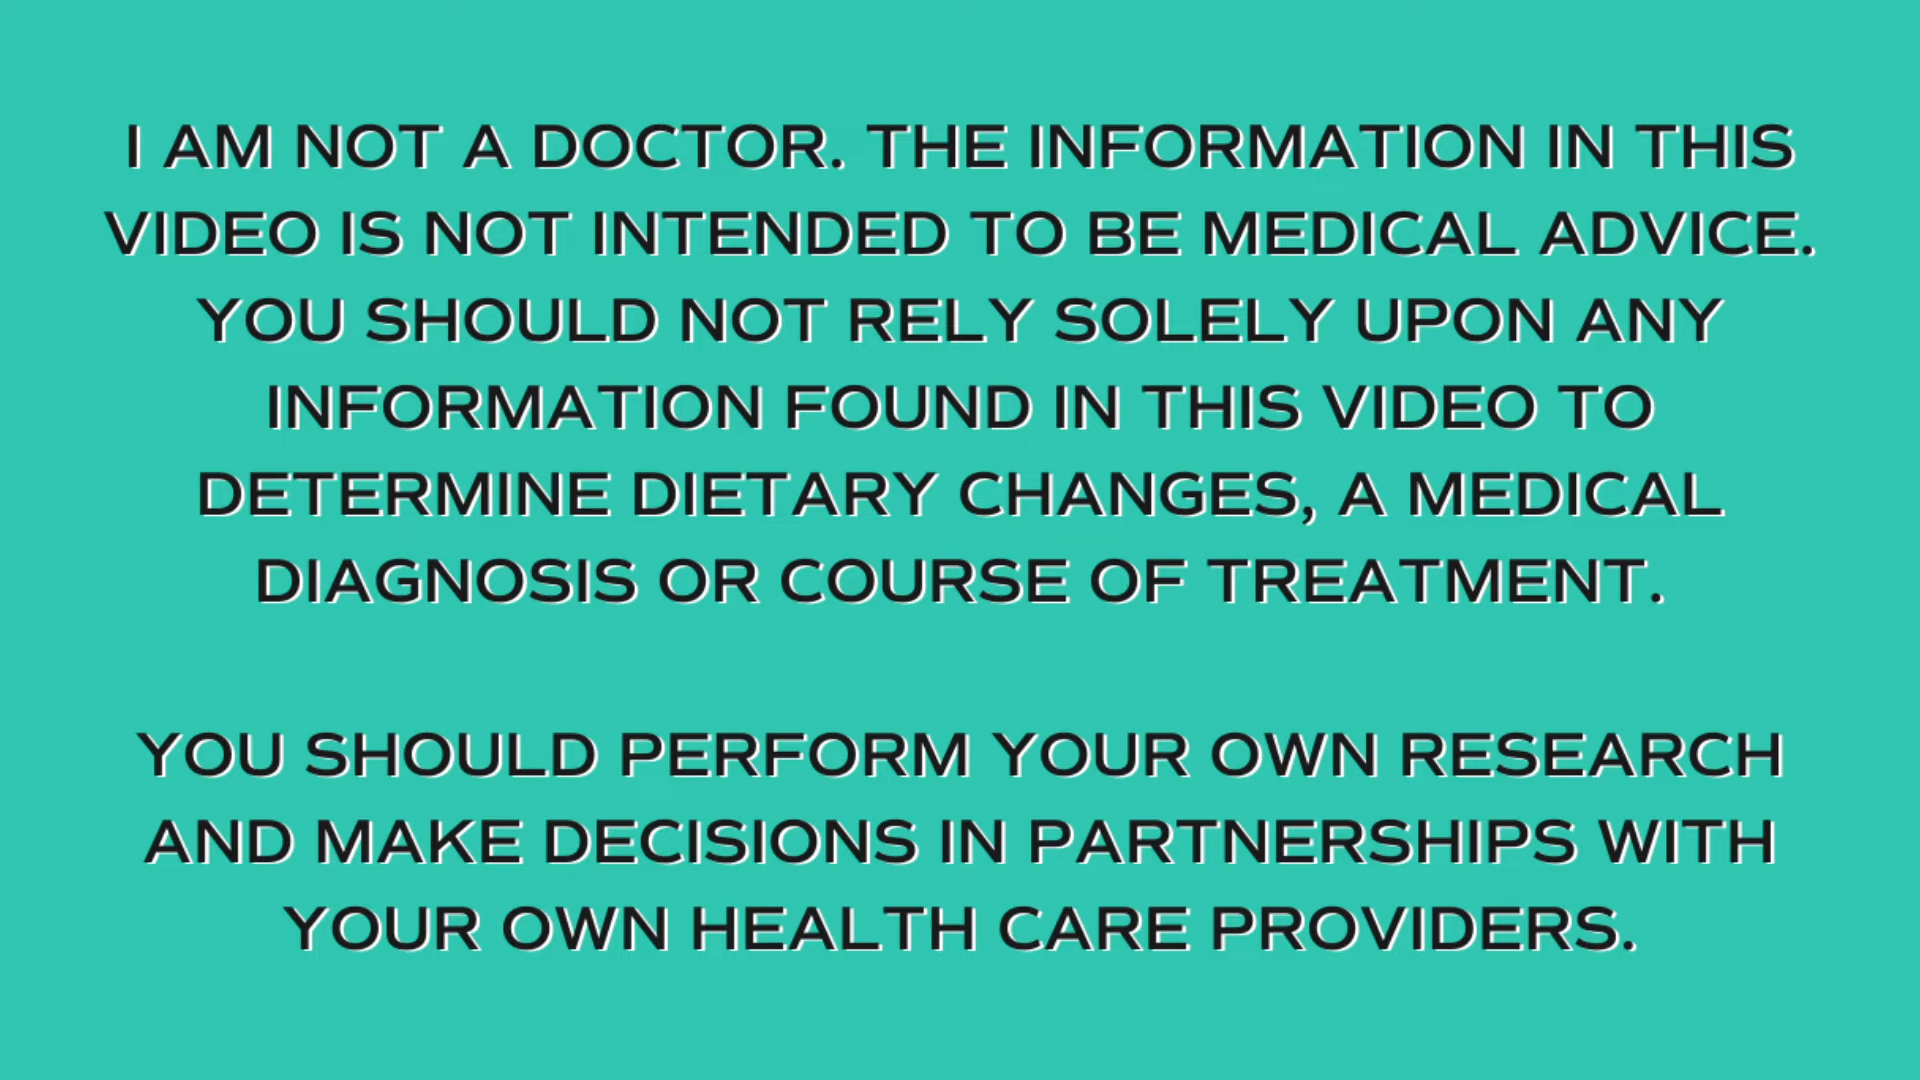 I AM NOT A DOCTOR. THE INFORMATION IN THIS
VIDEO IS NOT INTENDED TO BE MEDICAL ADVICE.
YOU SHOULD NOT RELY SOLELY UPON ANY
INFORMATION FOUND IN THIS VIDEO TO
DETERMINE DIETARY CHANGES, A MEDICAL
DIAGNOSIS OR COURSE OF TREATMENT.
YOU SHOULD PERFORM YOUR OWN RESEARCH
AND MAKE DECISIONS IN PARTNERSHIPS WITH
YOUR OWN HEALTH CARE PROVIDERS.